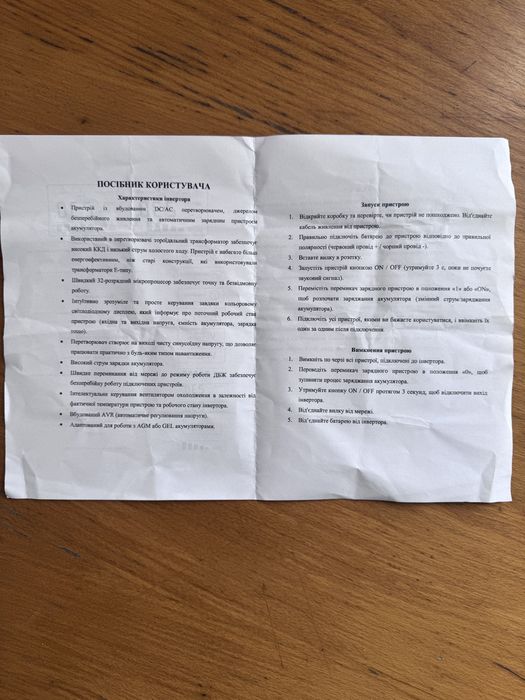 ПОСІБНИК КОРИСТУВАЧА
Характеристики інвертора
• Пристрій із вбудованим DC/AC перетворювачем, джерелом
безперебійного живлення та автоматичним зарядним пристроєм
акумулятора.
• Використаний в перетворювачі тороїдальний трансформатор забезпечує
високий ККД і низький струм холостого ходу. Пристрій є набагато більш
енергоефективним, ніж старі конструкції, які використовували
трансформатори Е-типу.
• Швидкий 32-розрядний мікропроцесор забезпечує точну та безвідмовну
роботу.
• Інтуїтивно зрозуміле та просте керування завдяки кольоровому
світлодіодному дисплею, який інформує про поточний робочий стан
пристрою (вхідна та вихідна напруга, ємність акумулятора, зарядка
тощо).
• Перетворювач створює на виході чисту синусоїдну напругу, що дозволяє
працювати практично з будь-яким типом навантаження.
• Високий струм зарядки акумулятора.
• Швидке перемикання від мережі до режиму роботи ДБЖ забезпечує
безперебійну роботу підключених пристроїв.
• Інтелектуальне керування вентилятором охолодження в залежності від
фактичної температури пристрою та робочого стану інвертора.
• Вбудований AVR (автоматичне регулювання напруги).
• Адаптований для роботи з AGM або GEL акумуляторами.
Запуск пристрою
1. Відкрийте коробку та перевірте, чи пристрій не пошкоджено. Від'єднайте
кабель живлення від пристрою.
2. Правильно підключіть батарею до пристрою відповідно до правильної
полярності (червоний провід + / чорний провід -).
3. Вставте вилку в розетку.
4. Запустіть пристрій кнопкою ON / OFF (утримуйте 3 с, поки не почуєте
звуковий сигнал).
5. Перемістіть перемикач зарядного пристрою в положення «I» або «ON»,
щоб розпочати заряджання акумулятора (змінний струм/заряджання
акумулятора).
6. Підключіть усі пристрої, якими ви бажаєте користуватися, і ввімкніть їх
один за одним після підключення.
Вимкнення пристрою
1. Вимкніть по черзі всі пристрої, підключені до інвертора.
2. Переведіть перемикач зарядного пристрою в положення «0», щоб
зупинити процес заряджання акумулятора.
3. Утримуйте кнопку ON / OFF протягом 3 секунд, щоб відключити вихід
інвертора.
4. Від'єднайте вилку від мережі.
5. Від'єднайте батарею від інвертора.